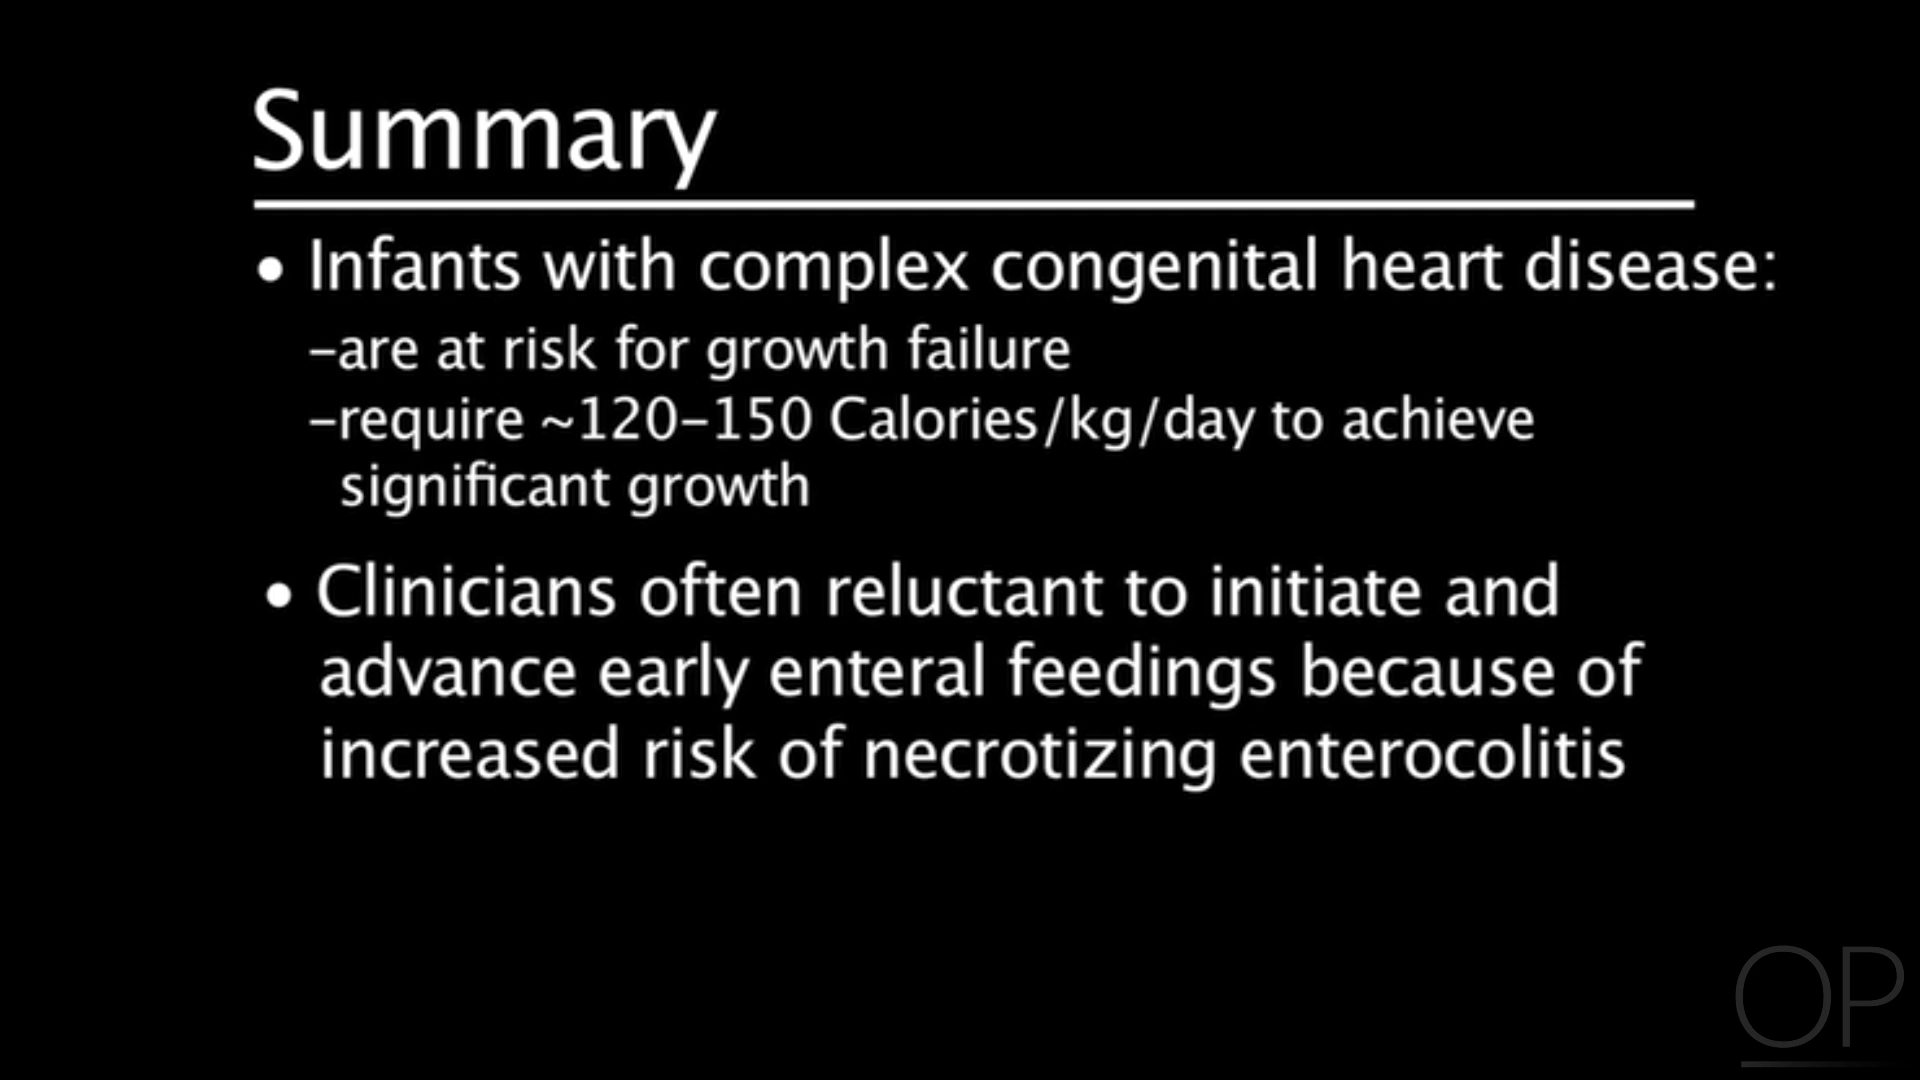 Summary
• Infants with complex congenital heart disease:
–are at risk for growth failure
–require ~120–150 Calories/kg/day to achieve
significant growth
• Clinicians often reluctant to initiate and
advance early enteral feedings because of
increased risk of necrotizing enterocolitis
OP